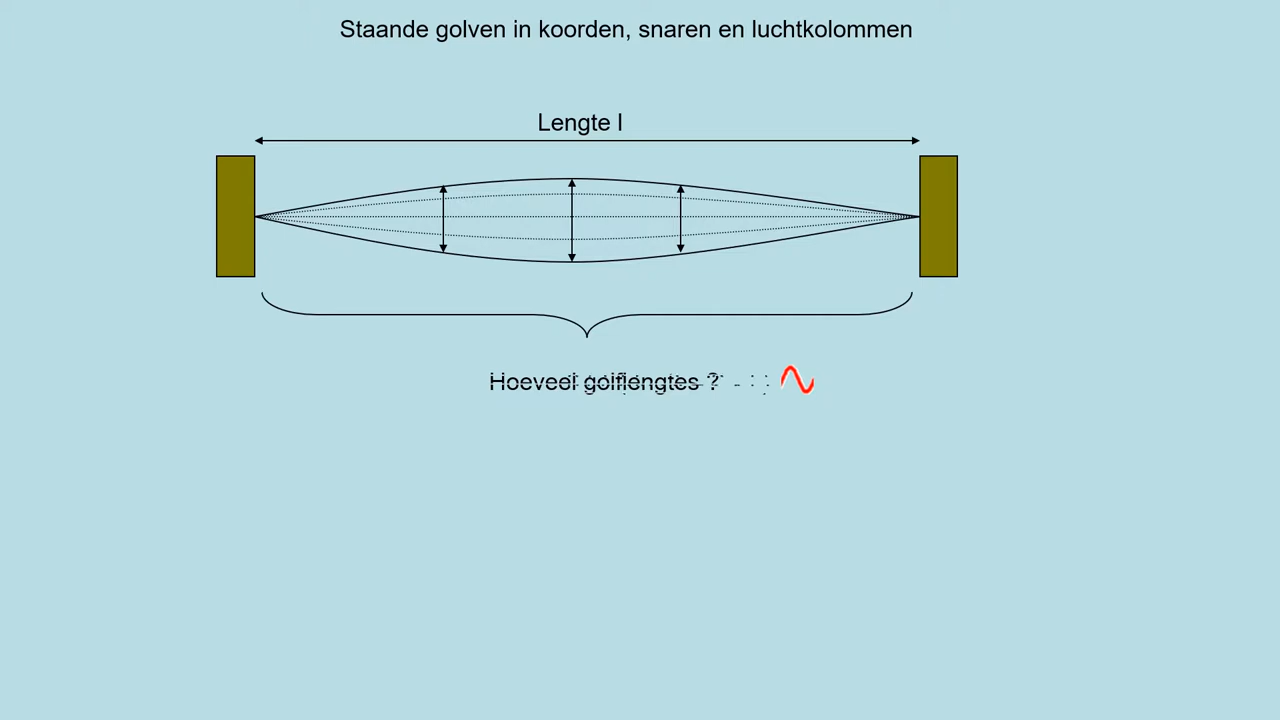 Staande golven in koorden, snaren en luchtkolommen
Lengte l
Hoeveel golflengtes ?